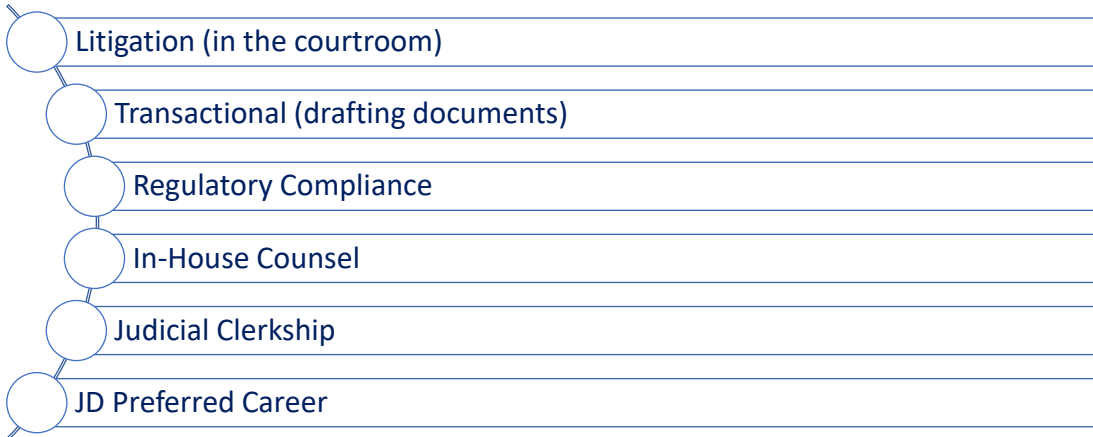 Litigation (in the courtroom)
Transactional (drafting documents)
Regulatory Compliance
In-House Counsel
Judicial Clerkship
JD Preferred Career